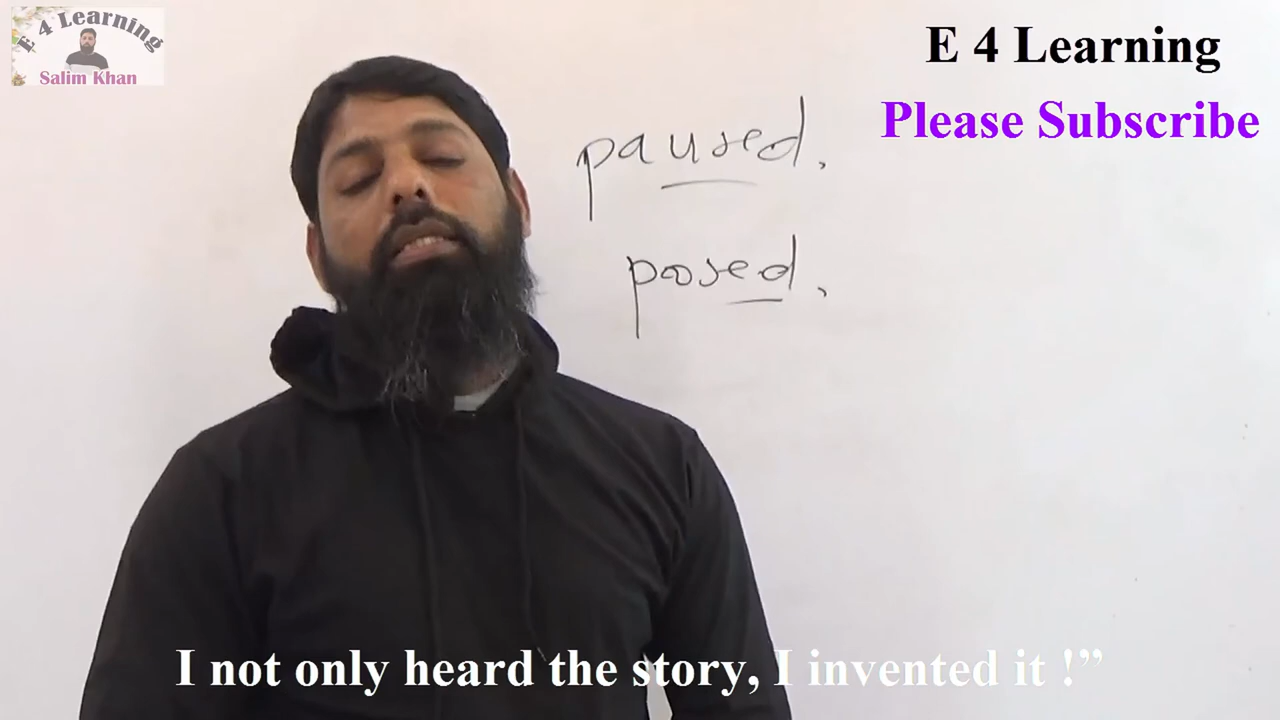 E 4 Learning
Salim Khan
E 4 Learning
Please Subscribe
paused,
posed,
I not only heard the story, I invented it !”